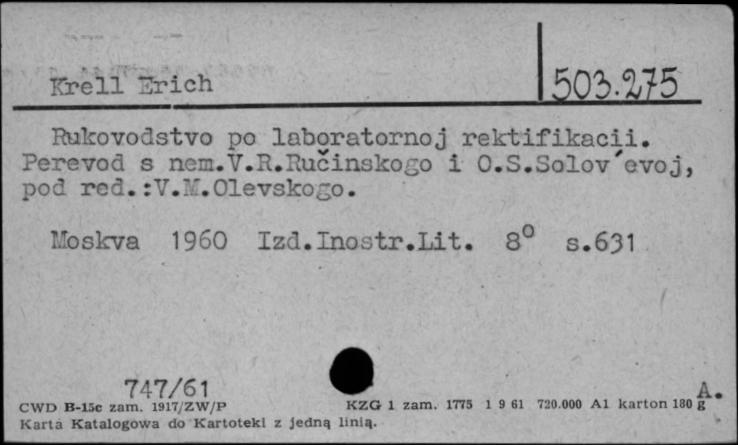 Krell Erich
503.275
Rukovodstvo po laboratornoj rektifikacii.
Perevod s nem.V.R.Ručinskogo i O.S.Solov´evoj,
pod red.:V.M.Olevskogo.
Moskva 1960 Izd.Inostr.Lit. 8° s.631
747/61
A.
CWD B-15c zam. 1917/ZW/P KZG 1 zam. 1775 1 9 61 720.000 A1 karton 180 g
Karta Katalogowa do Kartoteki z jedną linią.